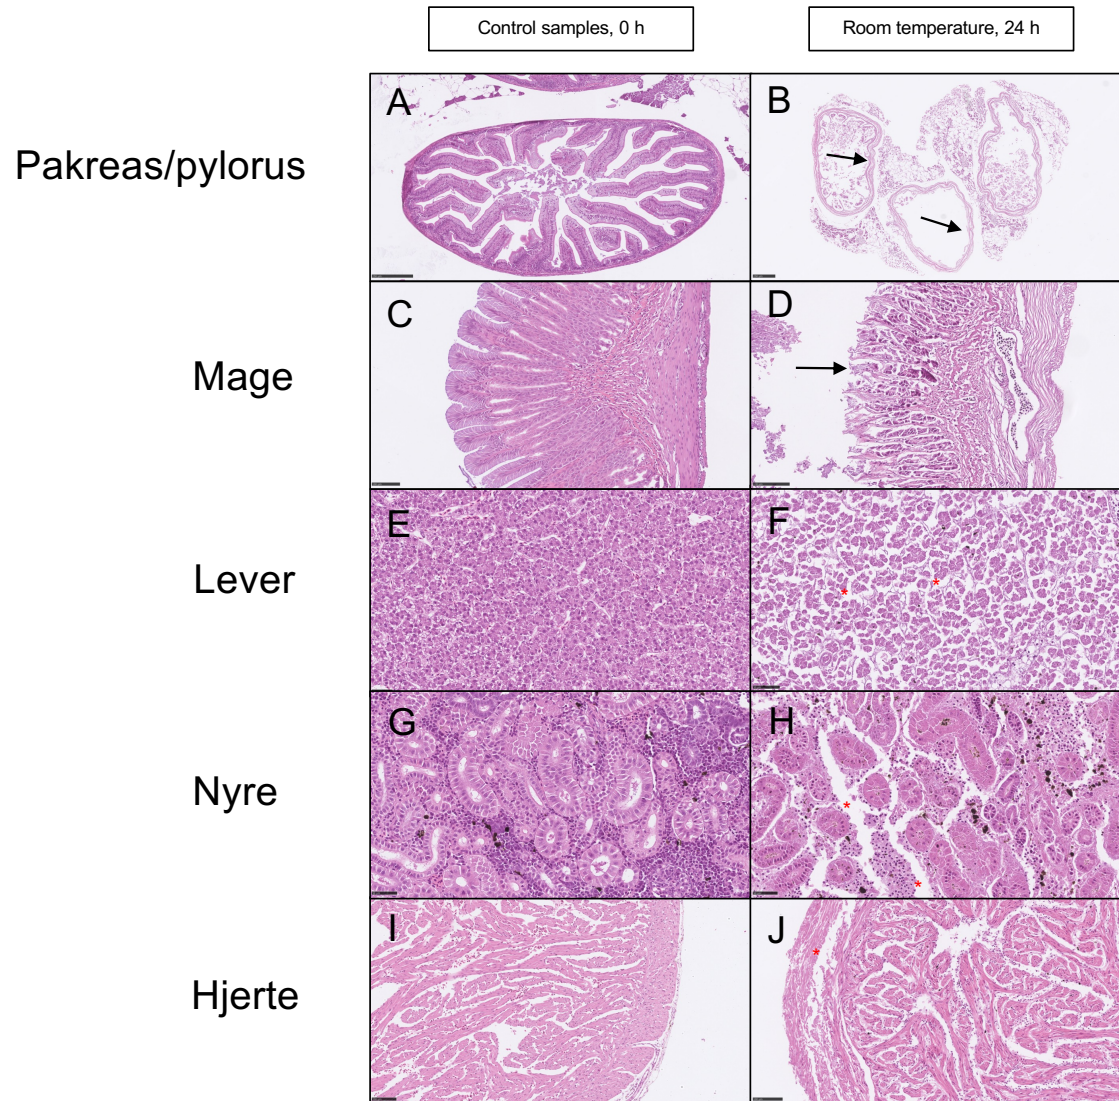 Control samples, 0 h
Room temperature, 24 h
Pakreas/pylorus
A
B
Mage
C
D
Lever
E
F
*
*
Nyre
G
H
*
*
Hjerte
I
J
*